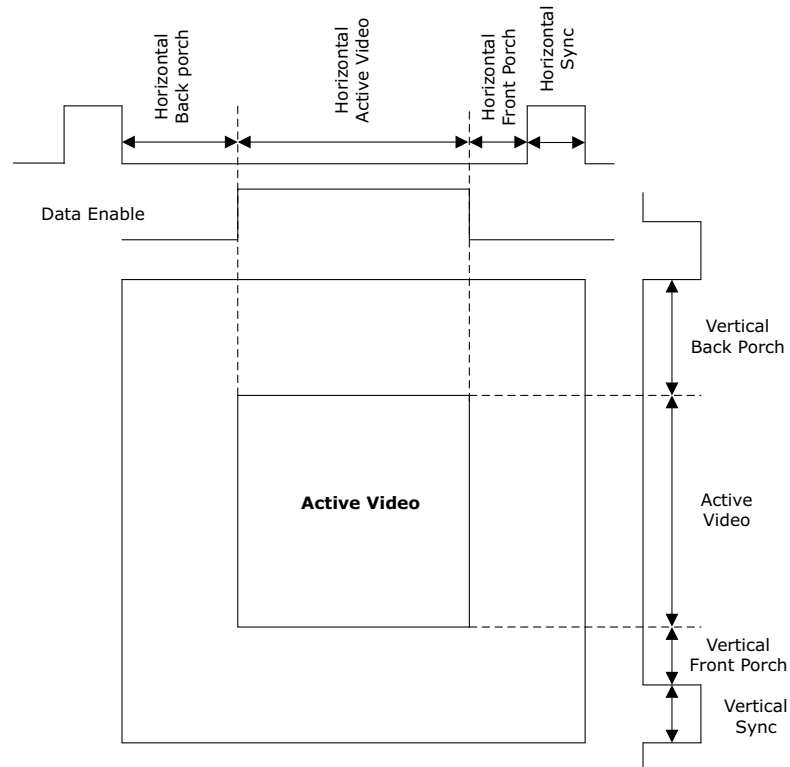 Horizontal
Back porch
Horizontal
Active Video
Horizontal
Front Porch
Horizontal
Sync
Data Enable
Vertical
Back Porch
Active Video
Active
Video
Vertical
Front Porch
Vertical
Sync